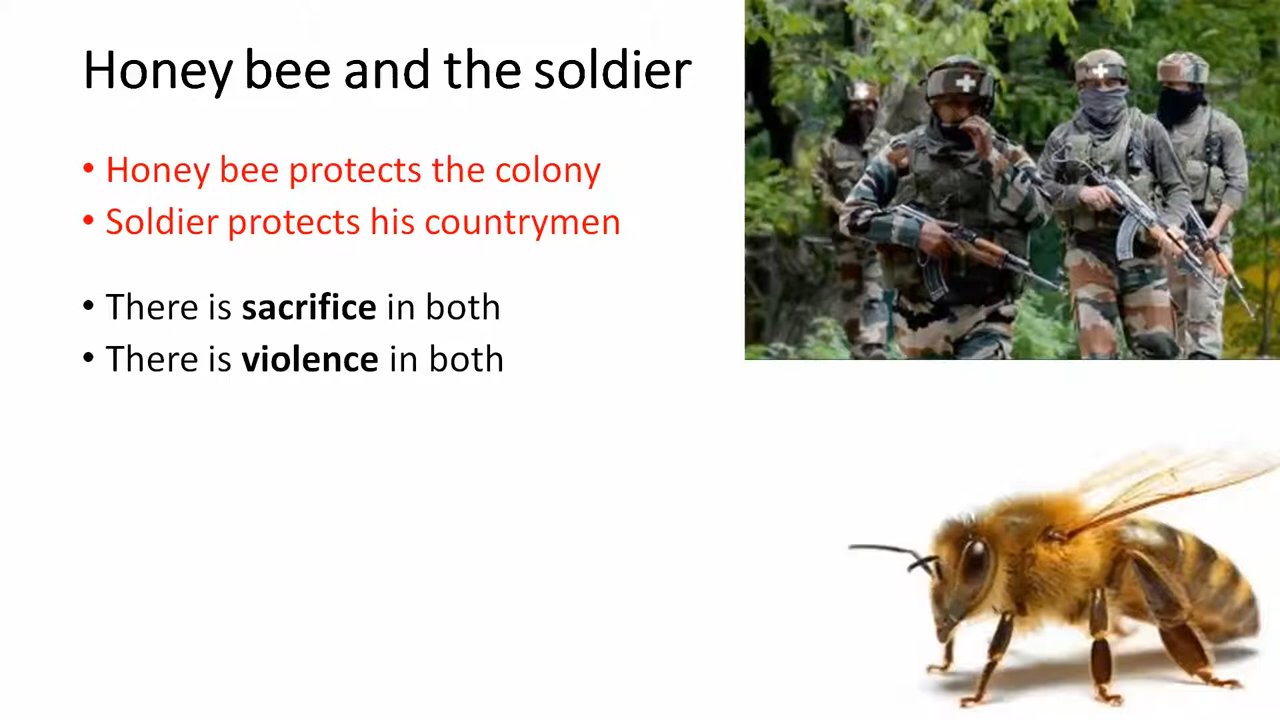 Honey bee and the soldier
• Honey bee protects the colony
• Soldier protects his countrymen
• There is sacrifice in both
• There is violence in both